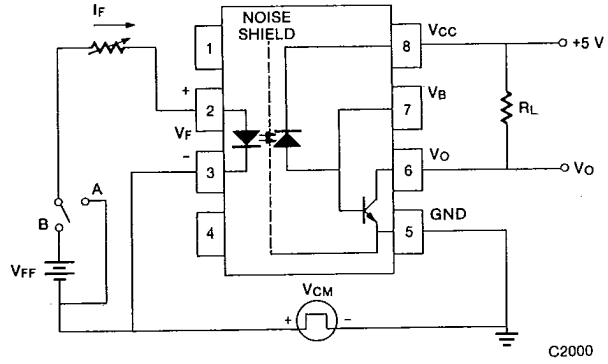 IF
NOISE
SHIELD
1
8
VCC
+5 V
+
2
7
VB
RL
VF
-
3
6
VO
VO
A
B
4
5
GND
VFF
VCM
+
-
C2000